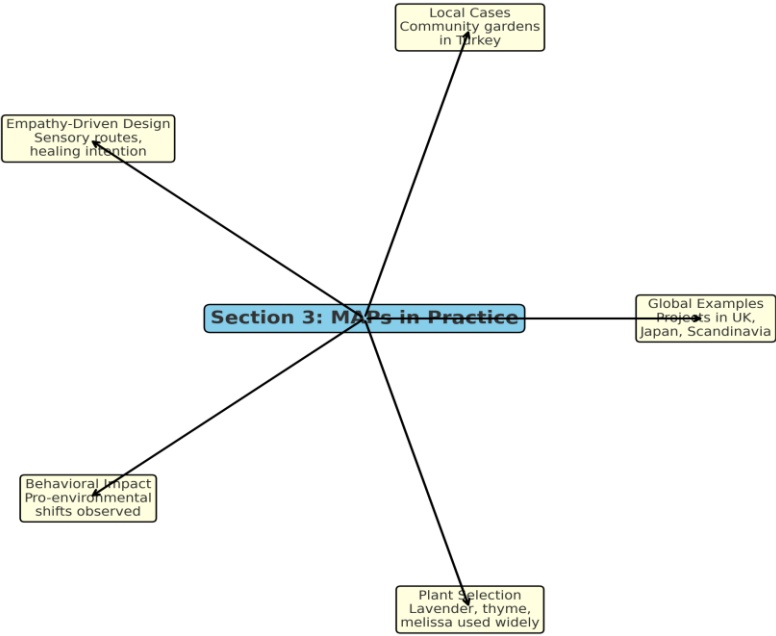 Local Cases
Community gardens
in Turkey
Empathy-Driven Design
Sensory routes,
healing intention
Section 3: MAPs in Practice
Global Examples
Projects in UK,
Japan, Scandinavia
Behavioral Impact
Pro-environmental
shifts observed
Plant Selection
Lavender, thyme,
melissa used widely